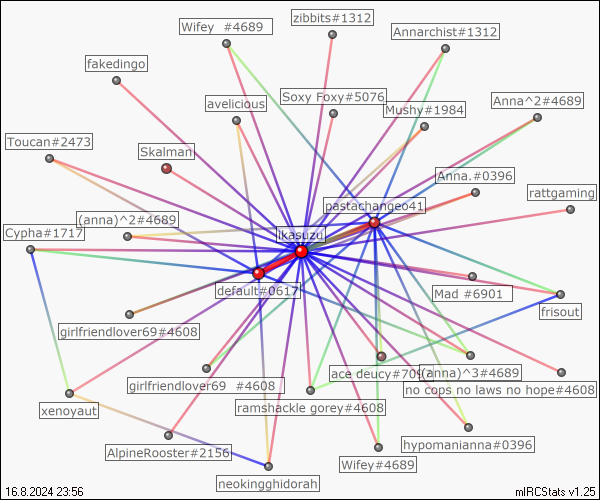 zibbits#1312
Wifey #4689
Annarchist#1312
fakedingo
avelicious
Soxy Foxy#5076
Anna^2#4689
Mushy#1984
Toucan#2473
Skalman
Anna.#0396
rattgaming
pastachangeo41
(anna)^2#4689
Cypha#1717
ikasuzu
default#0617
Mad #6901
frisout
girlfriendlover69#4608
ace deucy#709
(anna)^3#4689
girlfriendlover69 #4608
no cops no laws no hope#4608
xenoyaut
ramshackle gorey#4608
hypomanianna#0396
AlpineRooster#2156
Wifey#4689
neokingghidorah
16.8.2024 23:56
mIRCStats v1.25